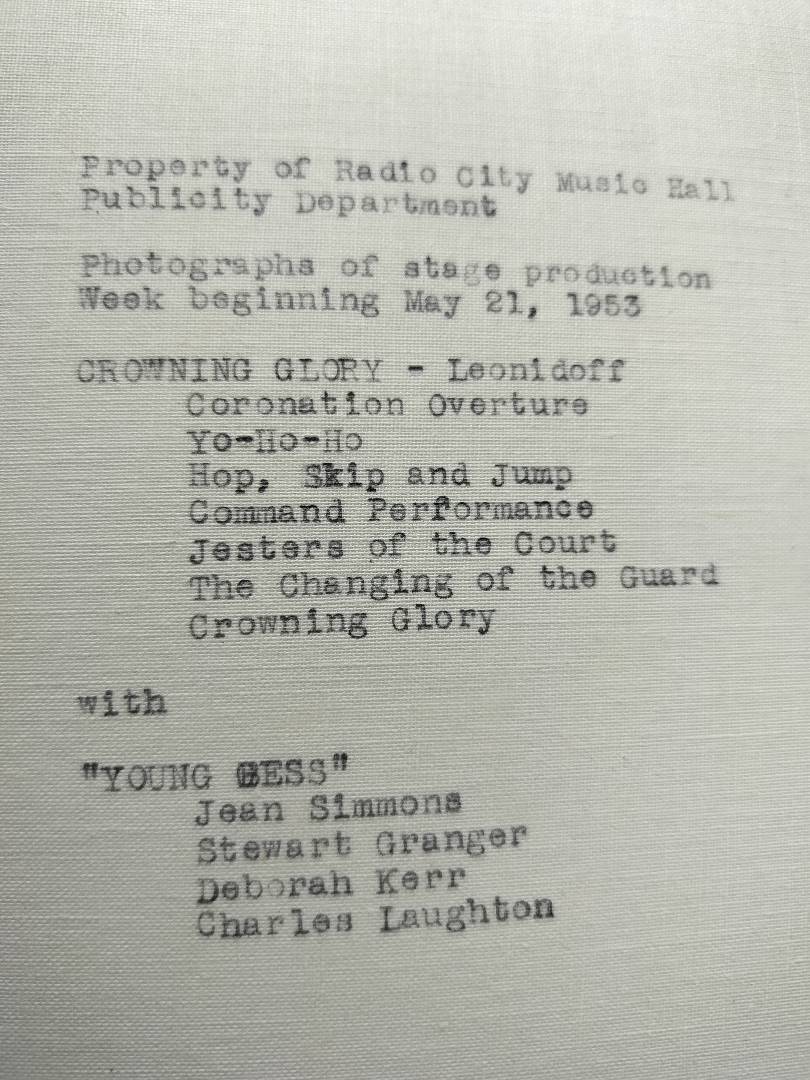 Property of Radio City Music Hall
Publicity Department
Photographs of stage production
Week beginning May 21, 1953
CROWNING GLORY - Leonidoff
Coronation Overture
Yo-Ho-Ho
Hop, Skip and Jump
Command Performance
Jesters of the Court
The Changing of the Guard
Crowning Glory
with
"YOUNG BESS"
Jean Simmons
Stewart Granger
Deborah Kerr
Charles Laughton